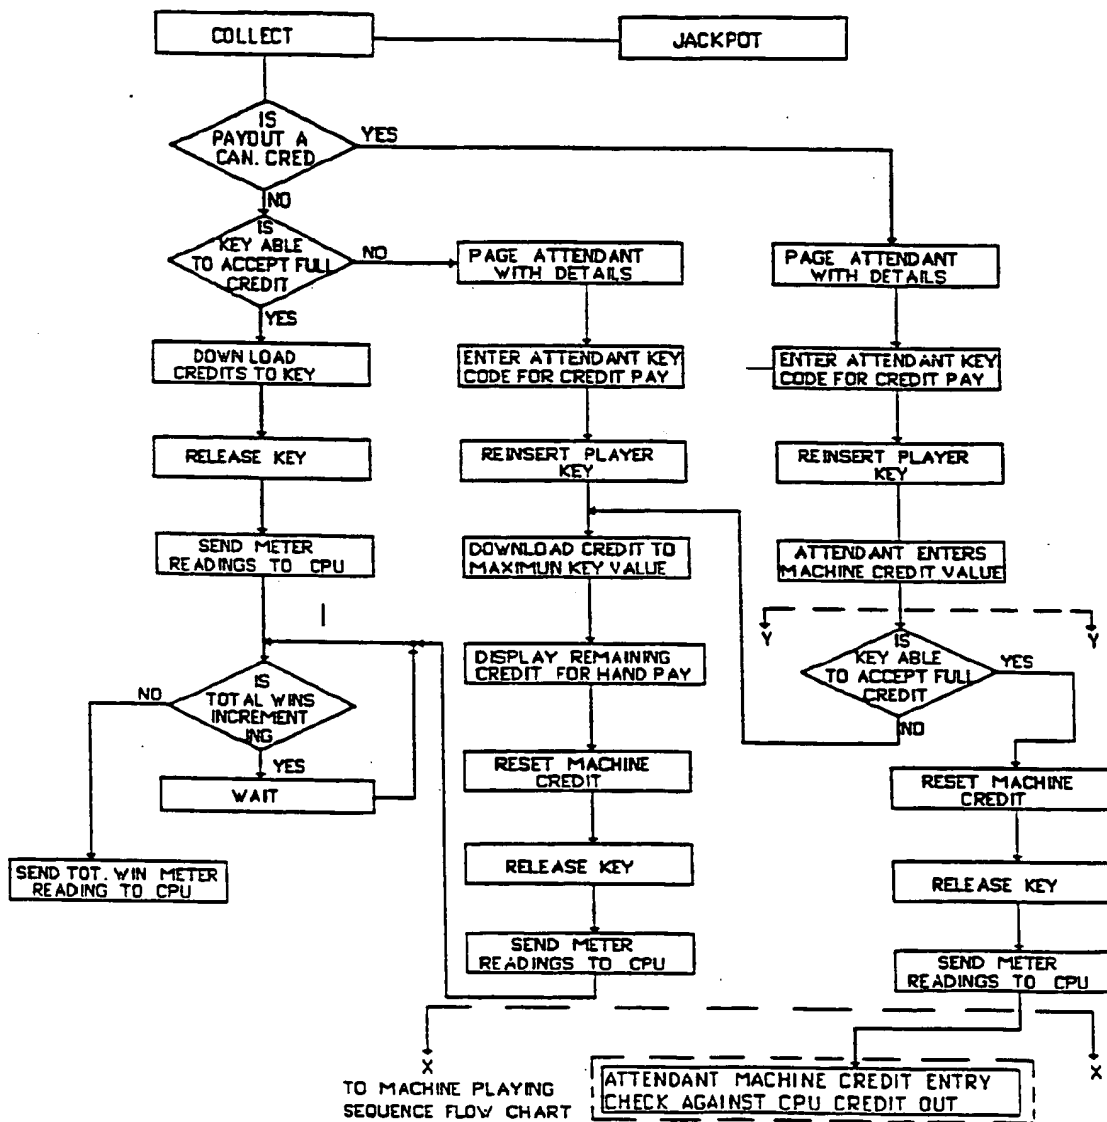 COLLECT
JACKPOT
IS
PAYOUT A
CAN. CRED
YES
NO
IS
KEY ABLE
TO ACCEPT FULL
CREDIT
NO
YES
PAGE ATTENDANT
WITH DETAILS
PAGE ATTENDANT
WITH DETAILS
DOWNLOAD
CREDITS TO KEY
ENTER ATTENDANT KEY
CODE FOR CREDIT PAY
ENTER ATTENDANT KEY
CODE FOR CREDIT PAY
RELEASE KEY
REINSERT PLAYER
KEY
REINSERT PLAYER
KEY
SEND METER
READINGS TO CPU
DOWNLOAD CREDIT TO
MAXIMUN KEY VALUE
ATTENDANT ENTERS
MACHINE CREDIT VALUE
Y
Y
IS
KEY ABLE
TO ACCEPT FULL
CREDIT
YES
NO
DISPLAY REMAINING
CREDIT FOR HAND PAY
IS
TOTAL WINS
INCREMENT
ING
NO
YES
WAIT
RESET MACHINE
CREDIT
RESET MACHINE
CREDIT
SEND TOT. WIN METER
READING TO CPU
RELEASE KEY
RELEASE KEY
SEND METER
READINGS TO CPU
SEND METER
READINGS TO CPU
X
X
TO MACHINE PLAYING
SEQUENCE FLOW CHART
ATTENDANT MACHINE CREDIT ENTRY
CHECK AGAINST CPU CREDIT OUT